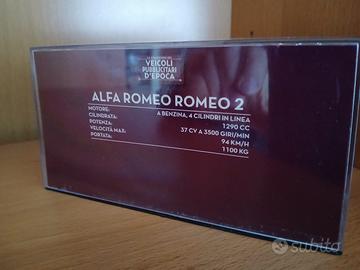 VEICOLI
PUBBLICITARI
D'EPOCA
ALFA ROMEO ROMEO 2
MOTORE: A BENZINA, 4 CILINDRI IN LINEA
CILINDRATA: 1290 CC
POTENZA: 37 CV A 3500 GIRI/MIN
VELOCITÀ MAX: 94 KM/H
PORTATA: 1100 KG
subito